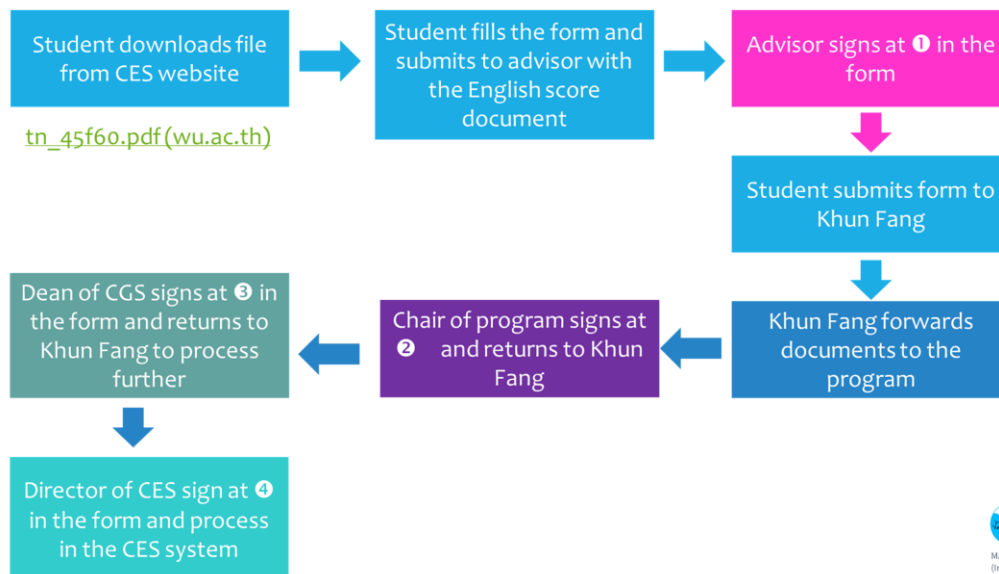 Student downloads file
from CES website
tn_45f60.pdf (wu.ac.th)
Student fills the form and
submits to advisor with
the English score
document
Advisor signs at ❶ in the
form
Student submits form to
Khun Fang
Khun Fang forwards
documents to the
program
Chair of program signs at
❷ and returns to Khun
Fang
Dean of CGS signs at ❸ in
the form and returns to
Khun Fang to process
further
Director of CES sign at ❹
in the form and process
in the CES system